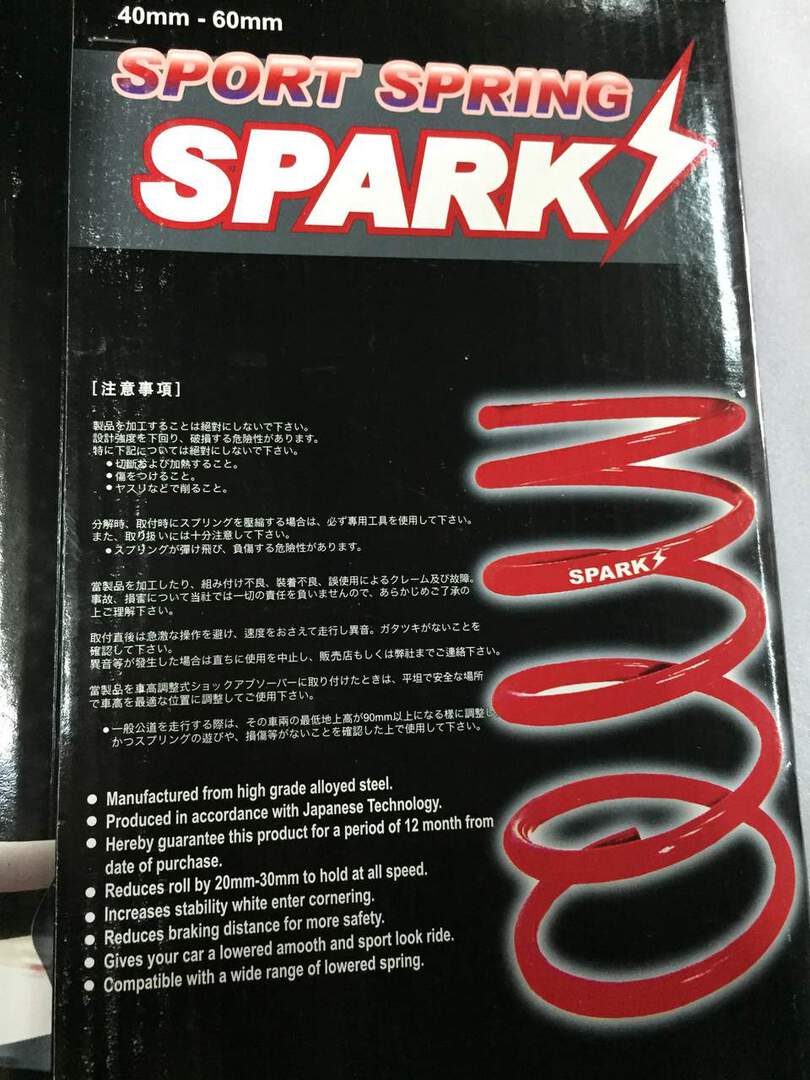 40mm - 60mm
SPORT SPRING
SPARK
[注意事項]
製品を加工することは絶對にしないで下さい。
設計強度を下回り、破損する危險性があります。
特に下記については絶對にしないで下さい。
●切斷および加熱すること。
●傷をつけること。
●ヤスリなどで削ること。
分解時、取付時にスプリングを壓縮する場合は、必ず專用工具を使用して下さい。
また、取り扱いには十分注意して下さい。
●スプリングが彈け飛び、負傷する危險性があります。
當製品を加工したり、組み付け不良、裝着不良、誤使用によるクレーム及び故障。
事故、損害について当社では一切の責任を負いませんので、あらかじめご了承の
上ご理解下さい。
取付直後は急激な操作を避け、速度をおさえて走行し異音。ガタツキがないことを
確認して下さい。
異音等が發生した場合は直ちに使用を中止し、販売店もしくは弊社までご連絡下さい。
當製品を車高調整式ショックアブソーバーに取り付けたときは、平坦で安全な場所
で車高を最適な位置に調整してご使用下さい。
●一般公道を走行する際は、その車兩の最低地上高が90mm以上になる樣に調整し
かつスプリングの遊びや、損傷等がないことを確認した上で使用して下さい。
SPARK
● Manufactured from high grade alloyed steel.
● Produced in accordance with Japanese Technology.
● Hereby guarantee this product for a period of 12 month from
date of purchase.
● Reduces roll by 20mm-30mm to hold at all speed.
● Increases stability white enter cornering.
● Reduces braking distance for more safety.
● Gives your car a lowered amooth and sport look ride.
● Compatible with a wide range of lowered spring.